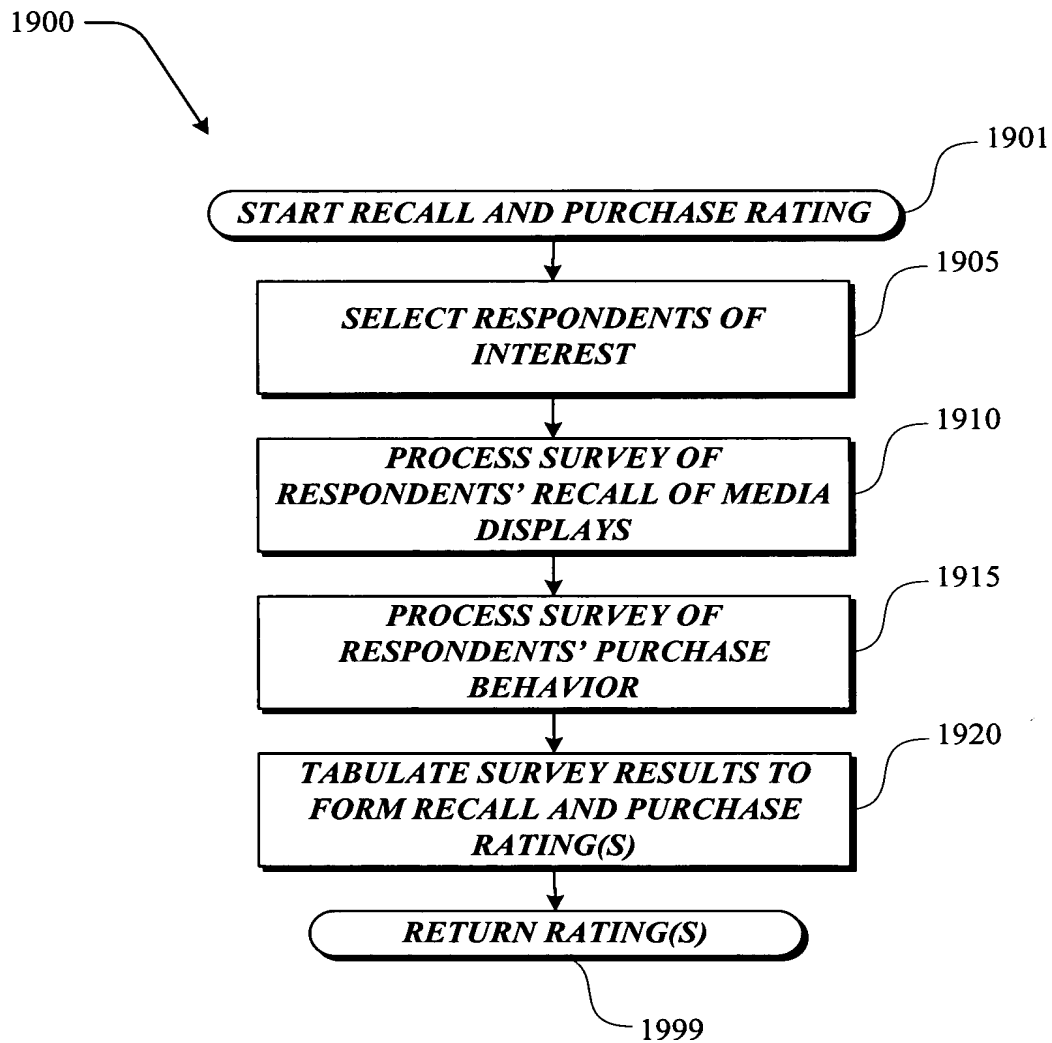 1900
1901
START RECALL AND PURCHASE RATING
1905
SELECT RESPONDENTS OF
INTEREST
1910
PROCESS SURVEY OF
RESPONDENTS' RECALL OF MEDIA
DISPLAYS
1915
PROCESS SURVEY OF
RESPONDENTS' PURCHASE
BEHAVIOR
1920
TABULATE SURVEY RESULTS TO
FORM RECALL AND PURCHASE
RATING(S)
RETURN RATING(S)
1999